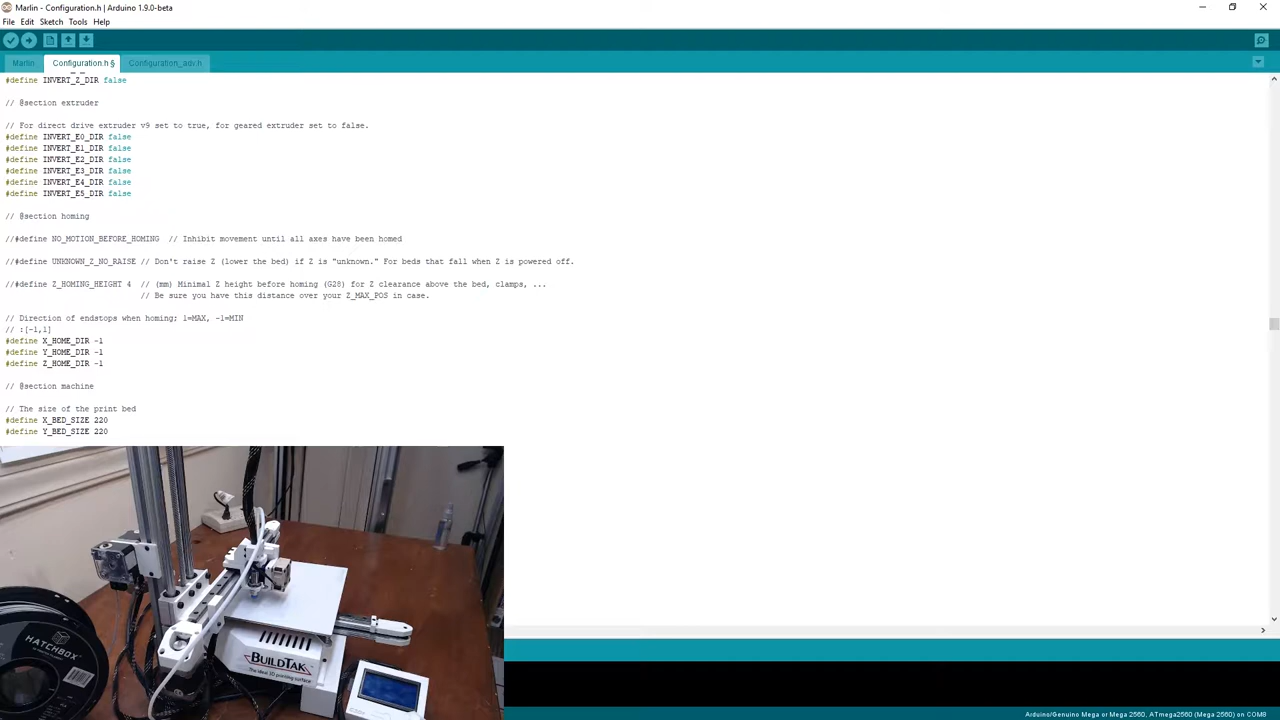 Marlin - Configuration.h | Arduino 1.9.0-beta
File Edit Sketch Tools Help
Marlin Configuration.h § Configuration_adv.h
#define INVERT_Z_DIR false
// @section extruder
// For direct drive extruder v9 set to true, for geared extruder set to false.
#define INVERT_E0_DIR false
#define INVERT_E1_DIR false
#define INVERT_E2_DIR false
#define INVERT_E3_DIR false
#define INVERT_E4_DIR false
#define INVERT_E5_DIR false
// @section homing
//#define NO_MOTION_BEFORE_HOMING // Inhibit movement until all axes have been homed
//#define UNKNOWN_Z_NO_RAISE // Don't raise Z (lower the bed) if Z is "unknown." For beds that fall when Z is powered off.
//#define Z_HOMING_HEIGHT 4 // (mm) Minimal Z height before homing (G28) for Z clearance above the bed, clamps, ...
// Be sure you have this distance over your Z_MAX_POS in case.
// Direction of endstops when homing; 1=MAX, -1=MIN
// :[-1,1]
#define X_HOME_DIR -1
#define Y_HOME_DIR -1
#define Z_HOME_DIR -1
// @section machine
// The size of the print bed
#define X_BED_SIZE 220
#define Y_BED_SIZE 220
HATCHBOX
BUILDTAK
The ideal 3D printing surface
Arduino/Genuino Mega or Mega 2560, ATmega2560 (Mega 2560) on COM8